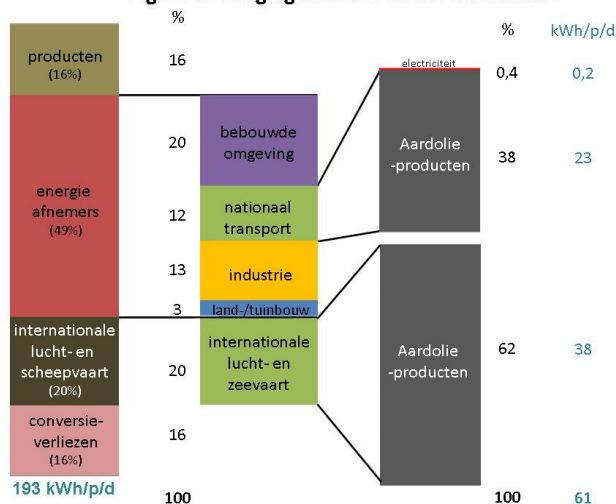 %
%
kWh/p/d
producten
(16%)
16
electriciteit
0,4
0,2
20
bebouwde
omgeving
Aardolie
-producten
38
23
energie
afnemers
(49%)
12
nationaal
transport
13
industrie
3
land-/tuinbouw
internationale
lucht- en
scheepvaart
(20%)
20
internationale
lucht- en
zeevaart
Aardolie
-producten
62
38
conversie-
verliezen
(16%)
16
193 kWh/p/d
100
100
61